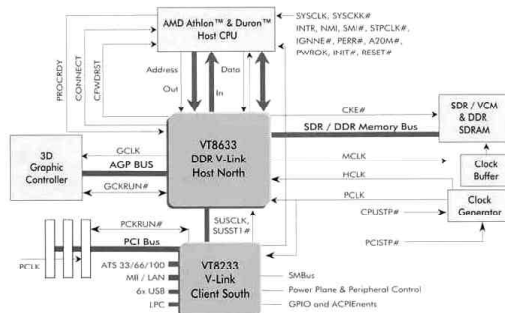 AMD Athlon™ & Duron™
Host CPU
SYSCLK, SYSCKK#
INTR, NMI, SMI#, STPCLK#,
IGNNE#, PERR#, A20M#,
PWROK, INIT#, RESET#
PROCRDY
CONNECT
CFWDRST
Address
Out
Data
In
CKE#
SDR / VCM
& DDR
SDRAM
VT8633
DDR V-Link
Host North
SDR / DDR Memory Bus
3D
Graphic
Controller
GCLK
AGP BUS
GCKRUN#
MCLK
HCLK
PCLK
Clock
Buffer
Clock
Generator
CPUSTP#
PCISTP#
SUSCLK,
SUSST1#
PCKRUN#
PCI Bus
PCLK
VT8233
V-Link
Client South
ATS 33/66/100
MII / LAN
6x USB
LPC
SMBus
Power Plane & Peripheral Control
GPIO and ACPIEnents